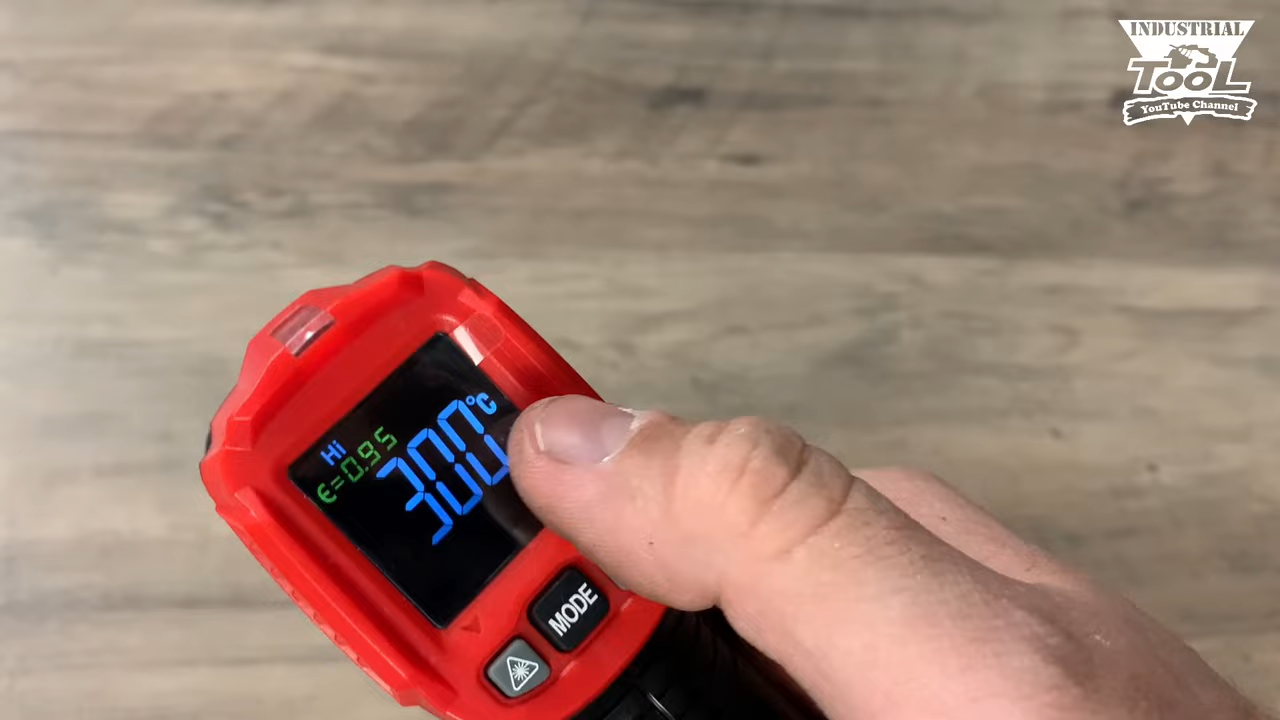 INDUSTRIAL
TOOL
YouTube Channel
Hi
ε=0.95
300°C
MODE